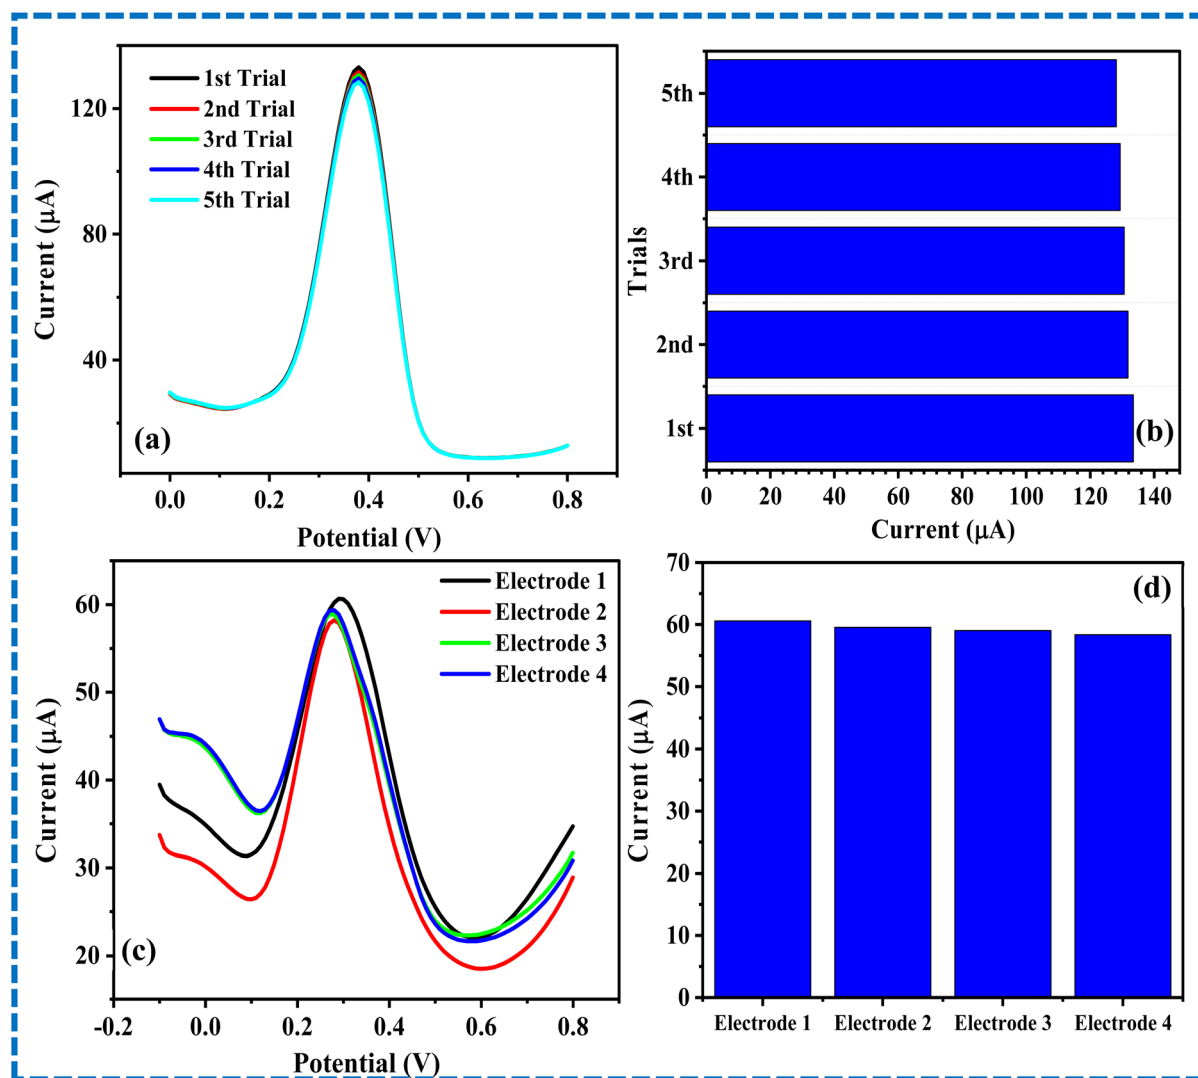 1st Trial
2nd Trial
3rd Trial
4th Trial
5th Trial
120
80
40
Current (μA)
(a)
0.0 0.2 0.4 0.6 0.8
Potential (V)
5th
4th
3rd
2nd
1st
Trials
(b)
0 20 40 60 80 100 120 140
Current (μA)
Electrode 1
Electrode 2
Electrode 3
Electrode 4
60
50
40
30
20
Current (μA)
(c)
-0.2 0.0 0.2 0.4 0.6 0.8
Potential (V)
(d)
70
60
50
40
30
20
10
0
Current (μA)
Electrode 1 Electrode 2 Electrode 3 Electrode 4